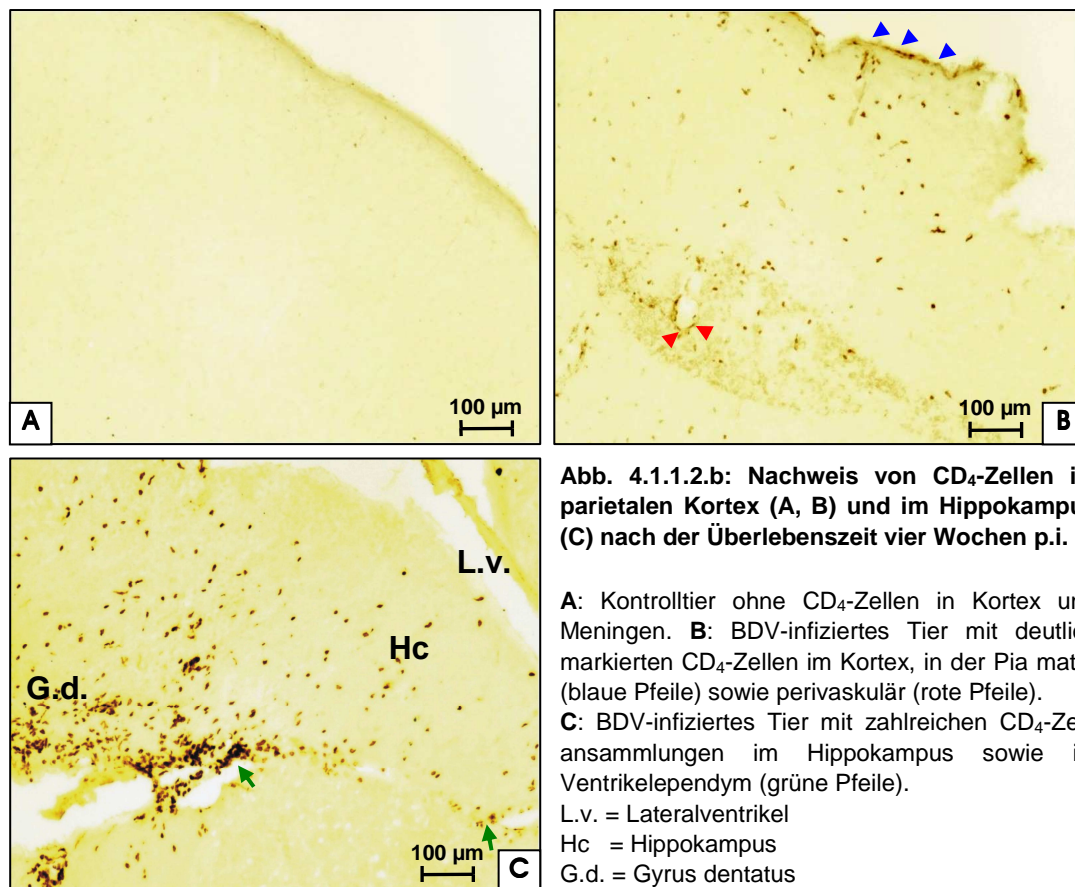 100 µm
A
100 µm
B
L.v.
Hc
G.d.
100 µm
C
Abb. 4.1.1.2.b: Nachweis von CD₄-Zellen i
parietalen Kortex (A, B) und im Hippokampu
(C) nach der Überlebenszeit vier Wochen p.i.
A: Kontrolltier ohne CD₄-Zellen in Kortex un
Meningen. B: BDV-infiziertes Tier mit deutlic
markierten CD₄-Zellen im Kortex, in der Pia mat
(blaue Pfeile) sowie perivaskulär (rote Pfeile).
C: BDV-infiziertes Tier mit zahlreichen CD₄-Ze
ansammlungen im Hippokampus sowie i
Ventrikelependym (grüne Pfeile).
L.v. = Lateralventrikel
Hc = Hippokampus
G.d. = Gyrus dentatus